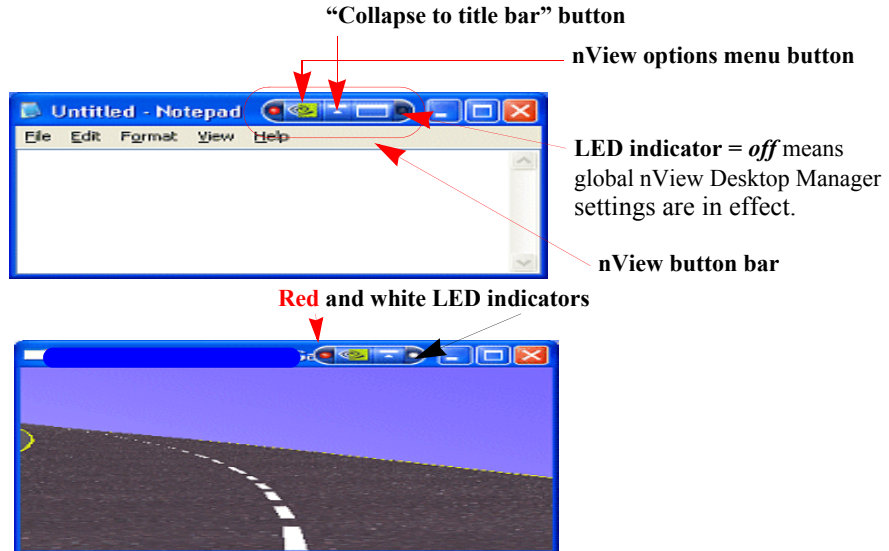 “Collapse to title bar” button
nView options menu button
Untitled - Notepad
File Edit Format View Help
LED indicator = off means
global nView Desktop Manager
settings are in effect.
nView button bar
Red and white LED indicators